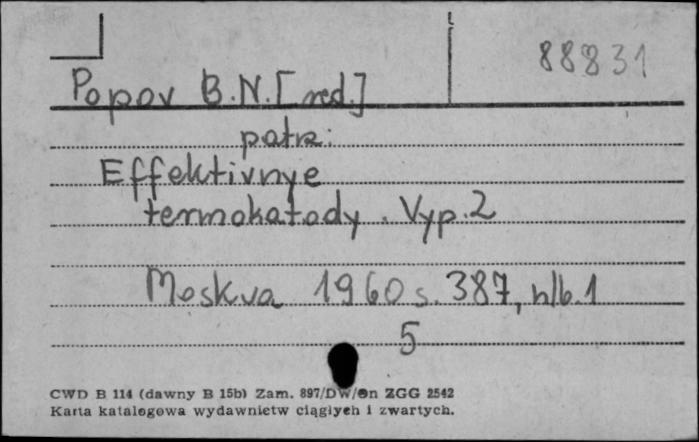 88831
Popov B.N. [red.]
patrz:
Effektivnye
termokatody. Vyp. 2
Moskva 1960 s. 387, nlb. 1
5
CWD B 114 (dawny B 15b) Zam. 897/DW/Gn ZGG 2542
Karta katalogowa wydawnictw ciągłych i zwartych.